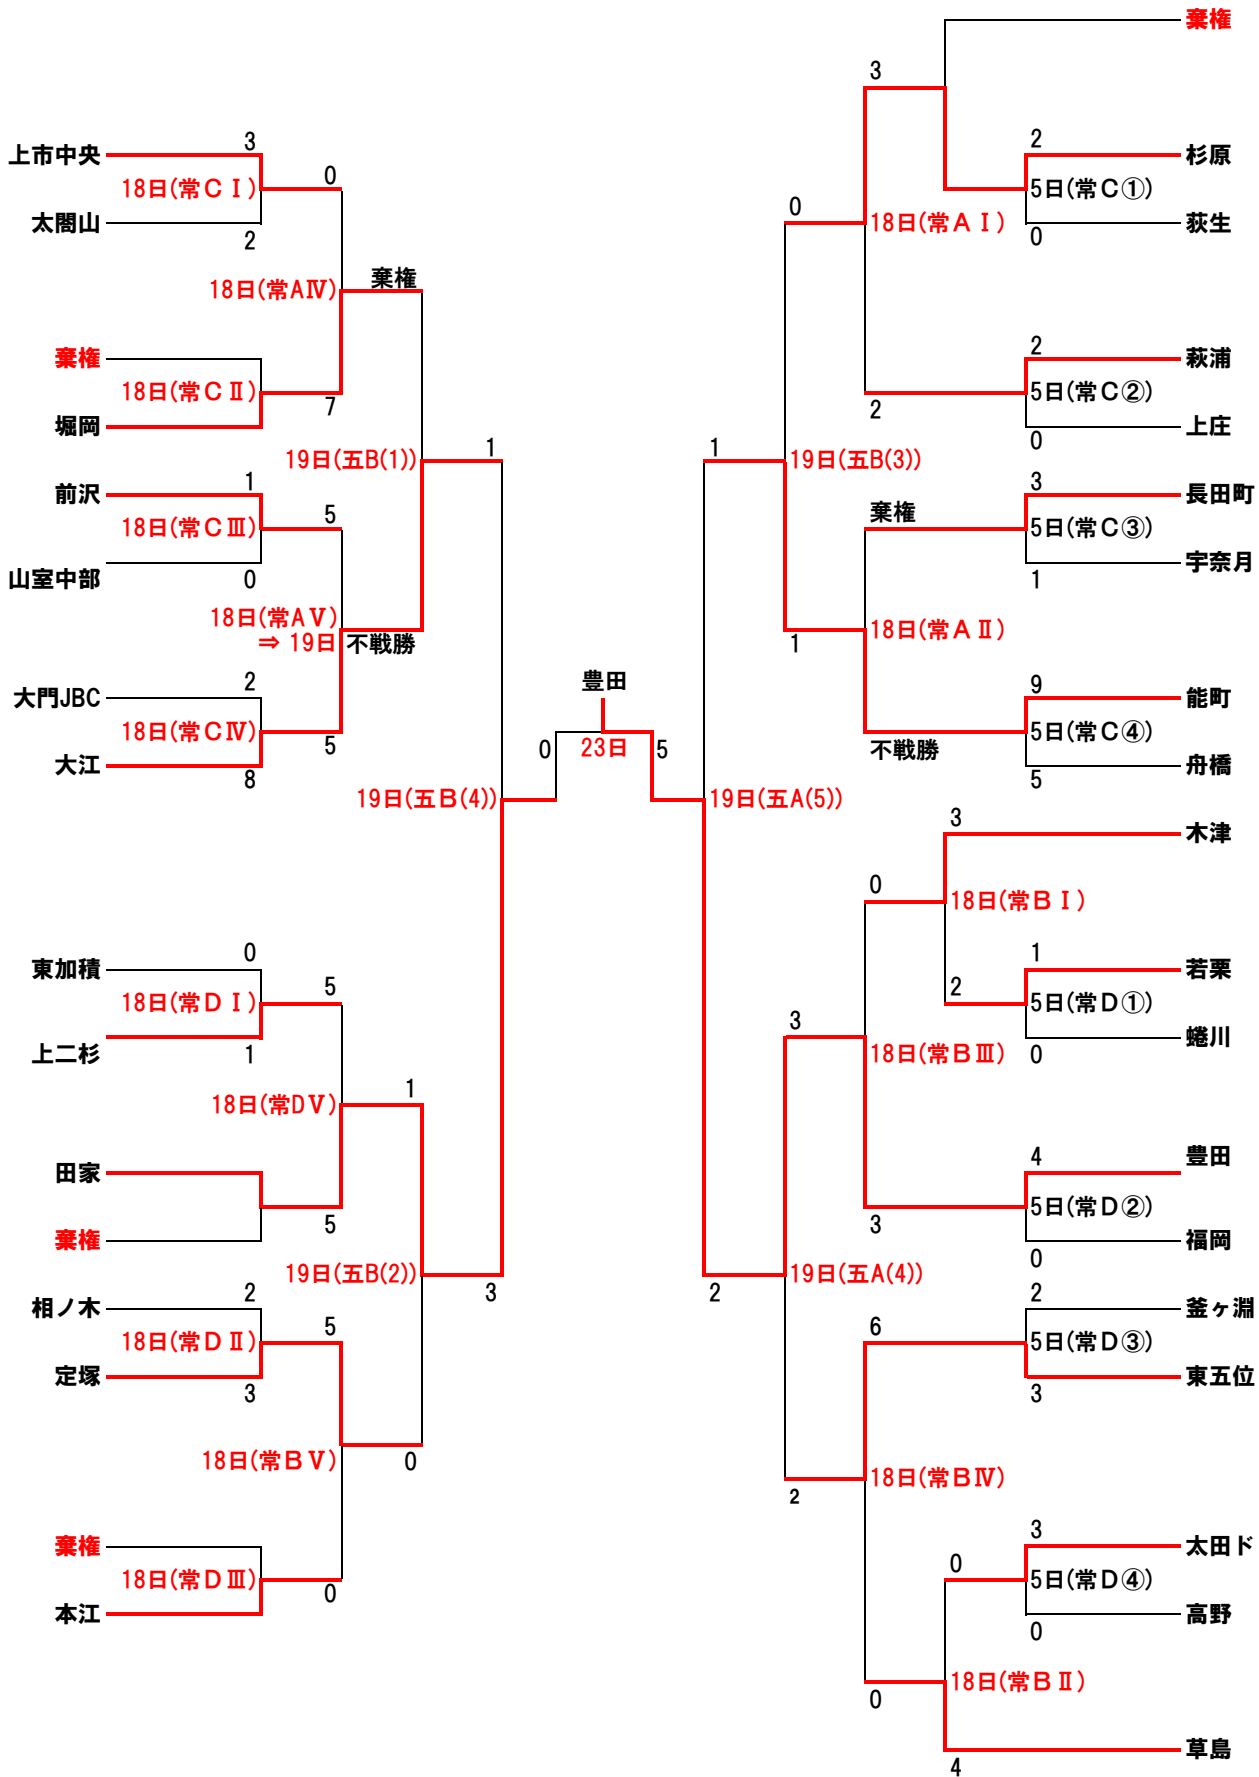 棄権
3
3
2
上市中央
杉原
0
18日(常CⅠ)
5日(常C①)
0
太閤山
18日(常AⅠ)
荻生
2
0
棄権
18日(常AⅣ)
2
棄権
萩浦
18日(常CⅡ)
5日(常C②)
7
2
堀岡
上庄
0
1
1
19日(五B(1))
19日(五B(3))
1
3
前沢
長田町
5
棄権
18日(常CⅢ)
5日(常C③)
宇奈月
山室中部
0
1
18日(常AⅤ)
18日(常AⅡ)
⇒ 19日
不戦勝
1
2
豊田
9
大門JBC
能町
18日(常CⅣ)
5日(常C④)
5
0
23日
5
不戦勝
大江
舟橋
8
5
19日(五B(4))
19日(五A(5))
3
木津
0
18日(常BⅠ)
0
1
東加積
若栗
5
2
18日(常DⅠ)
5日(常D①)
3
上二杉
1
18日(常BⅢ)
0
蜷川
1
18日(常DⅤ)
4
豊田
田家
5日(常D②)
5
3
棄権
福岡
0
19日(五B(2))
19日(五A(4))
3
2
2
2
相ノ木
釜ヶ淵
5
6
18日(常DⅡ)
5日(常D③)
定塚
東五位
3
3
18日(常BⅤ)
0
18日(常BⅣ)
2
3
棄権
太田ド
0
18日(常DⅢ)
5日(常D④)
0
本江
高野
0
18日(常BⅡ)
0
草島
4